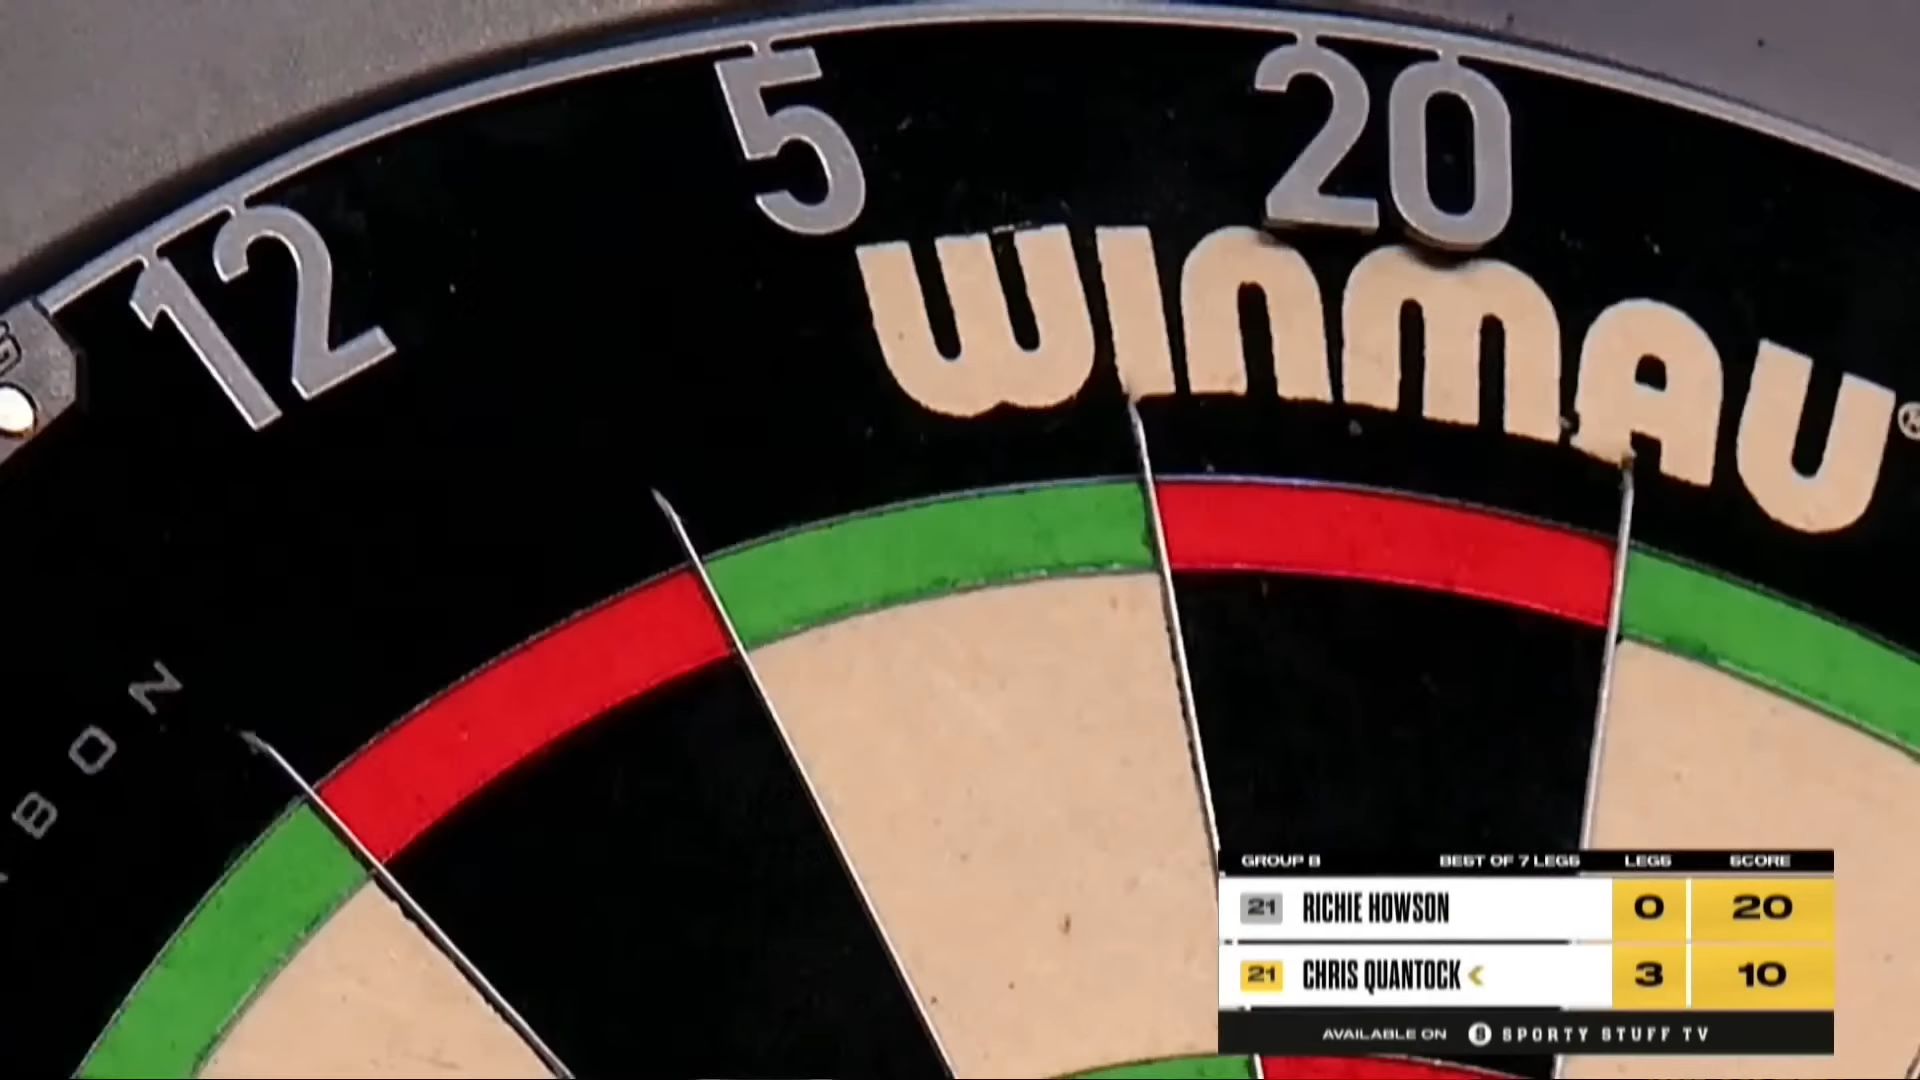 5
20
12
WINMAU
BON
GROUP B BEST OF 7 LEGS LEGS SCORE
21 RICHIE HOWSON 0 20
21 CHRIS QUANTOCK < 3 10
AVAILABLE ON SPORTY STUFF TV